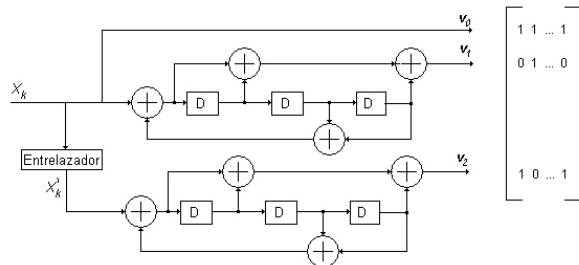 v0
1 1 ... 1
v1
0 1 ... 0
Xk
D D D
Entrelazador
X`k
v2
1 0 ... 1
D D D